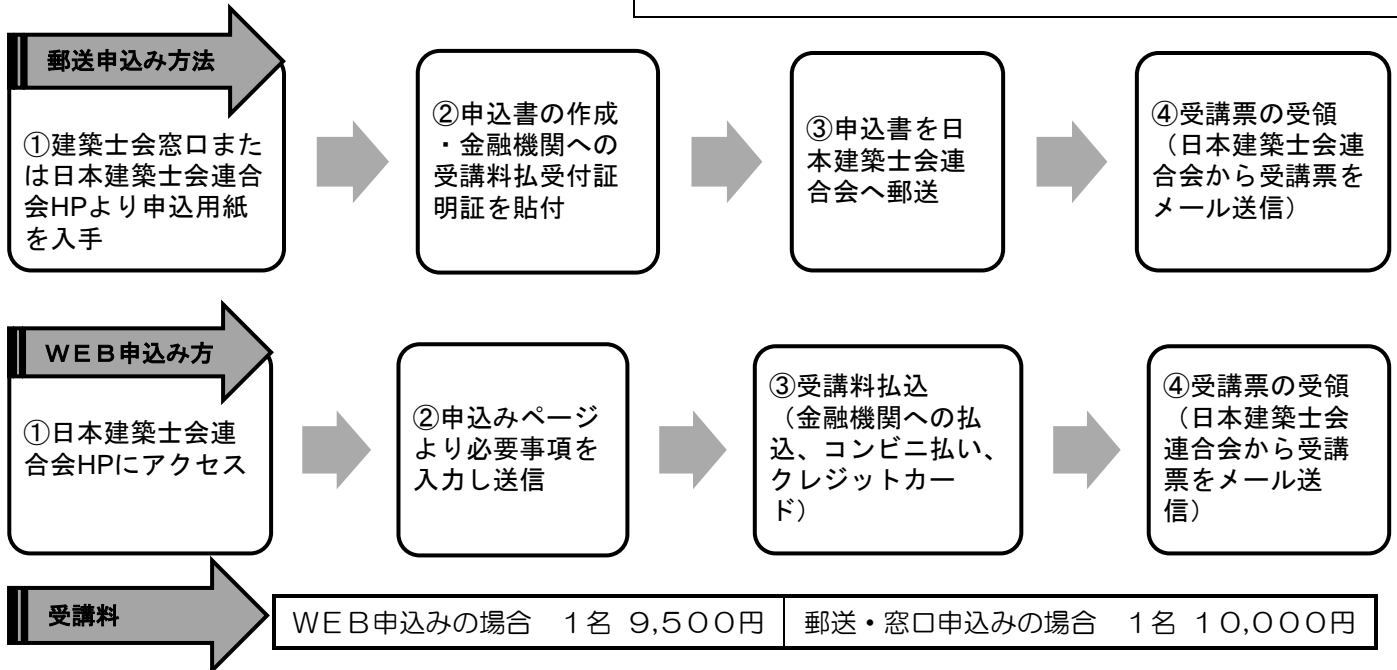 郵送申込み方法
①建築士会窓口また
は日本建築士会連合
会HPより申込用紙
を入手
②申込書の作成
・金融機関への
受講料払受付証
明証を貼付
③申込書を日
本建築士会連
合会へ郵送
④受講票の受領
（日本建築士会連
合会から受講票を
メール送信）
ＷＥＢ申込み方
①日本建築士会連
合会HPにアクセス
②申込みページ
より必要事項を
入力し送信
③受講料払込
（金融機関への払
込、コンビニ払い、
クレジットカー
ド）
④受講票の受領
（日本建築士会
連合会から受講
票をメール送
信）
受講料
ＷＥＢ申込みの場合　１名 ９,５００円
郵送・窓口申込みの場合　１名 １０,０００円